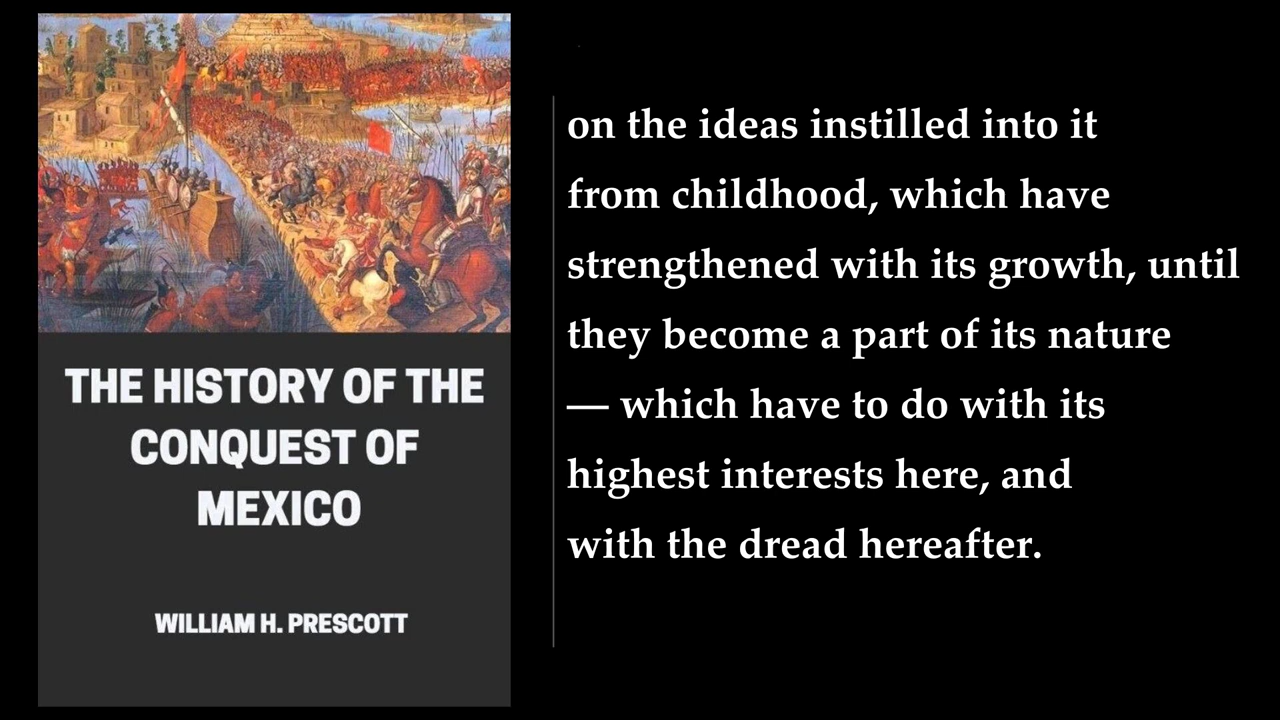 THE HISTORY OF THE
CONQUEST OF
MEXICO
WILLIAM H. PRESCOTT
on the ideas instilled into it
from childhood, which have
strengthened with its growth, until
they become a part of its nature
— which have to do with its
highest interests here, and
with the dread hereafter.